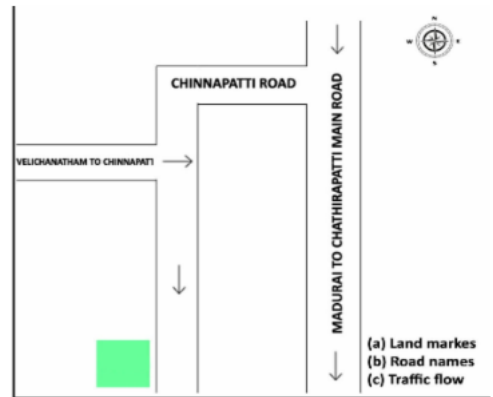 N
W E
S
CHINNAPATTI ROAD
VELICHANATHAM TO CHINNAPATTI
MADURAI TO CHATHIRAPATTI MAIN ROAD
(a) Land markes
(b) Road names
(c) Traffic flow